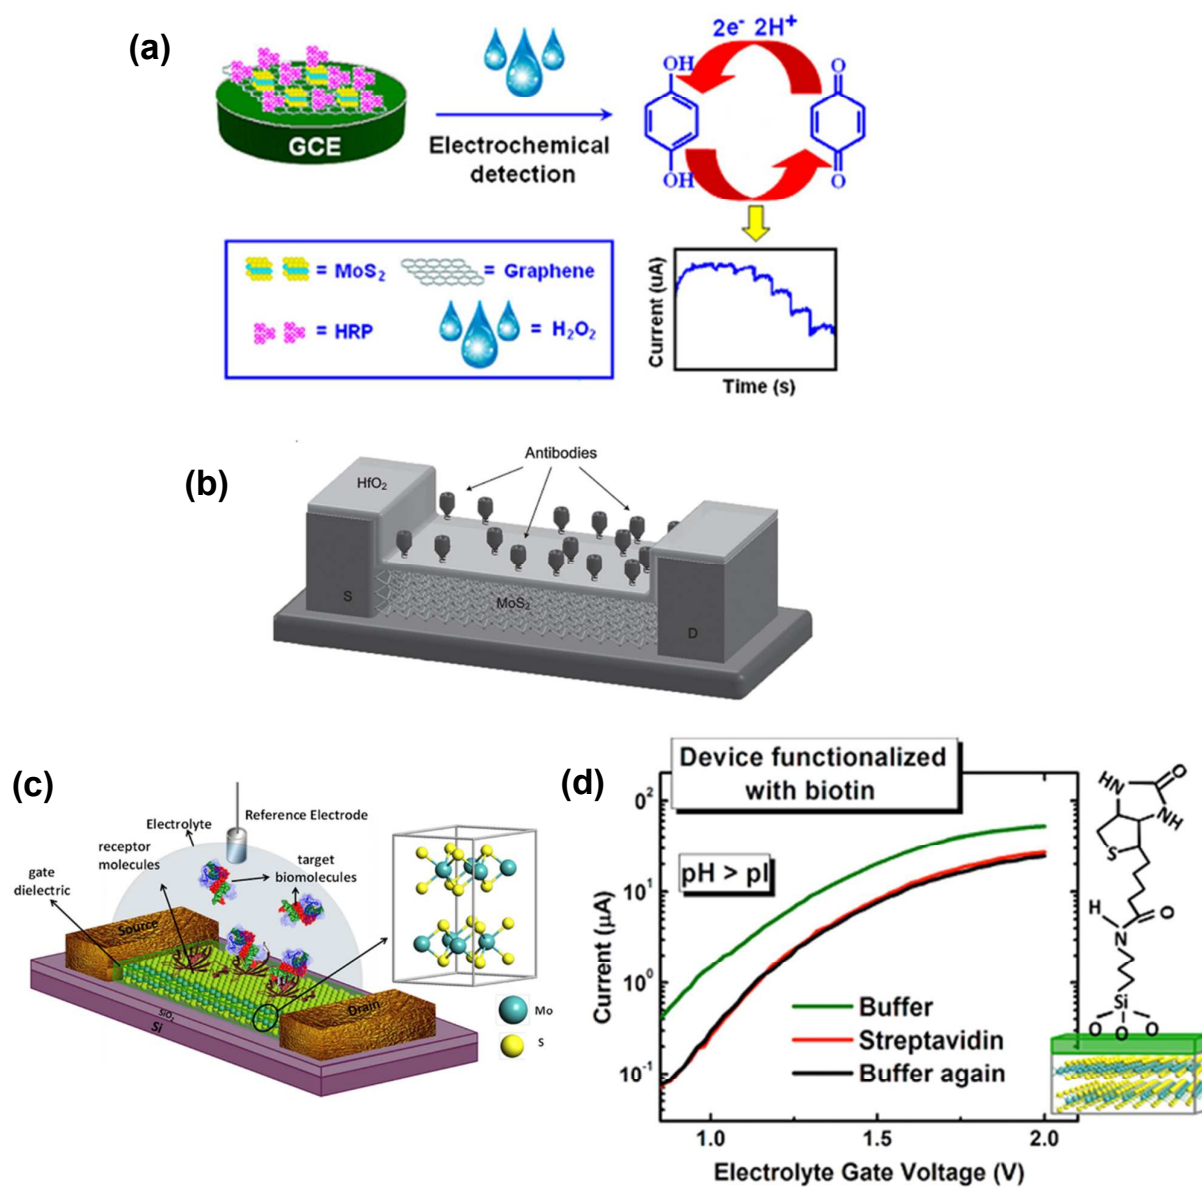 (a)
GCE
Electrochemical
detection
2e⁻ 2H⁺
OH
OH
O
O
= MoS₂
= Graphene
= HRP
= H₂O₂
Current (uA)
Time (s)
(b)
Antibodies
HfO₂
S
MoS₂
D
(c)
Reference Electrode
Electrolyte
receptor
molecules
target
biomolecules
gate
dielectric
Source
Drain
SiO₂
Si
Mo
S
(d)
Device functionalized
with biotin
pH > pI
10²
10¹
10⁰
10⁻¹
Current (μA)
Buffer
Streptavidin
Buffer again
1.0
1.5
2.0
Electrolyte Gate Voltage (V)
O
HN
NH
S
H
N
O
Si
O
O
O